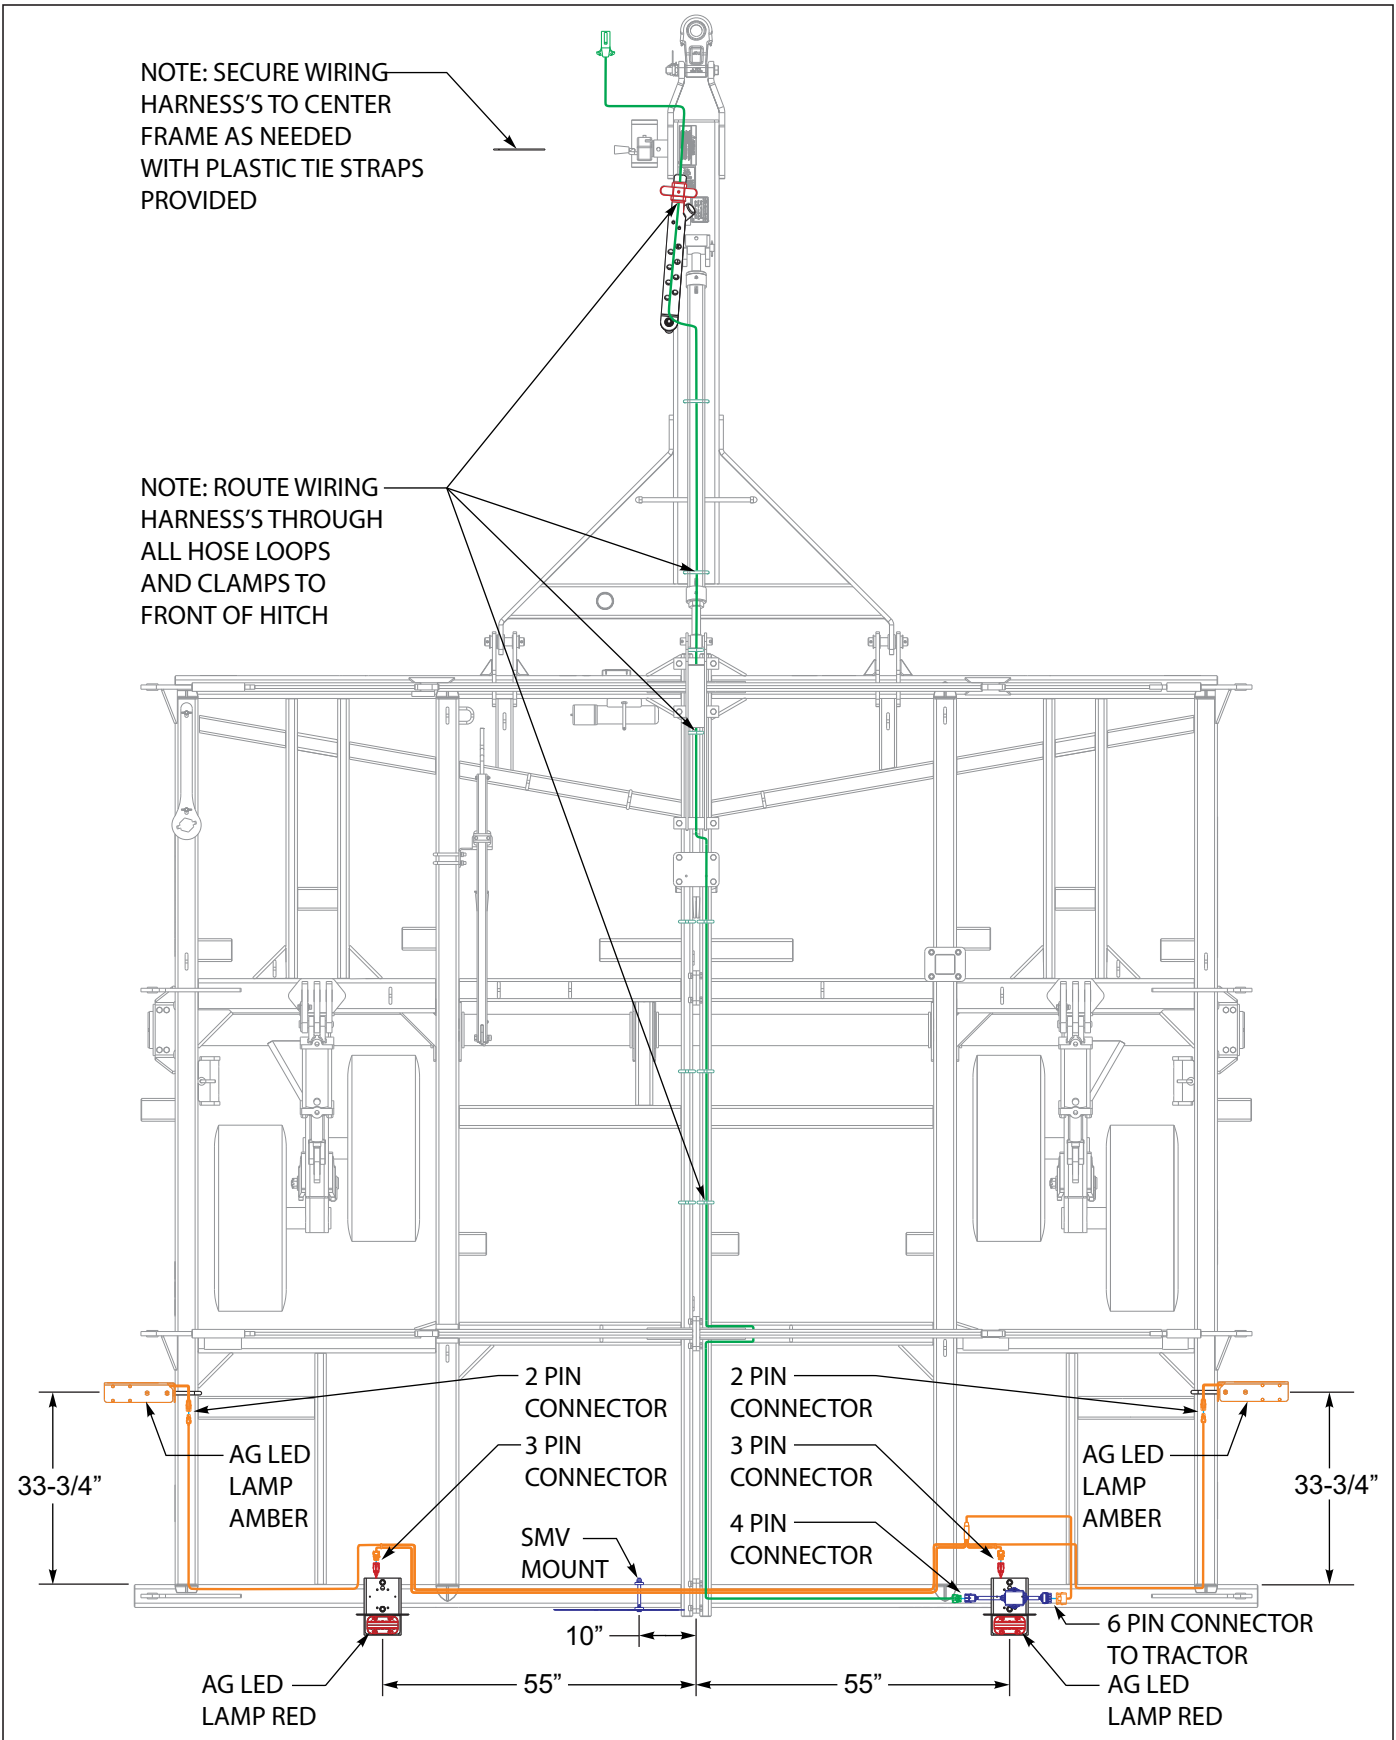 NOTE: SECURE WIRING
HARNESS'S TO CENTER
FRAME AS NEEDED
WITH PLASTIC TIE STRAPS
PROVIDED
NOTE: ROUTE WIRING
HARNESS'S THROUGH
ALL HOSE LOOPS
AND CLAMPS TO
FRONT OF HITCH
2 PIN
CONNECTOR
2 PIN
CONNECTOR
AG LED
LAMP
AMBER
3 PIN
CONNECTOR
3 PIN
CONNECTOR
AG LED
LAMP
AMBER
33-3/4”
33-3/4”
SMV
MOUNT
4 PIN
CONNECTOR
10”
6 PIN CONNECTOR
TO TRACTOR
AG LED
LAMP RED
55”
55”
AG LED
LAMP RED